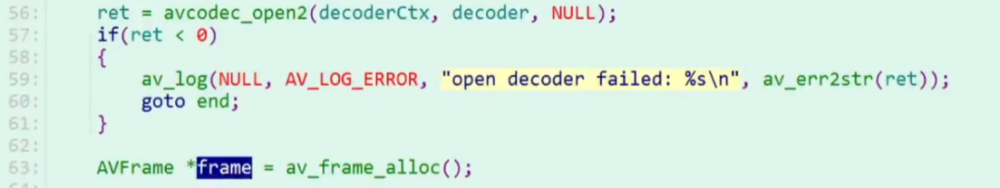 56: ret = avcodec_open2(decoderCtx, decoder, NULL);
57: if(ret < 0)
58: {
59: av_log(NULL, AV_LOG_ERROR, "open decoder failed: %s\n", av_err2str(ret));
60: goto end;
61: }
62:
63: AVFrame *frame = av_frame_alloc();